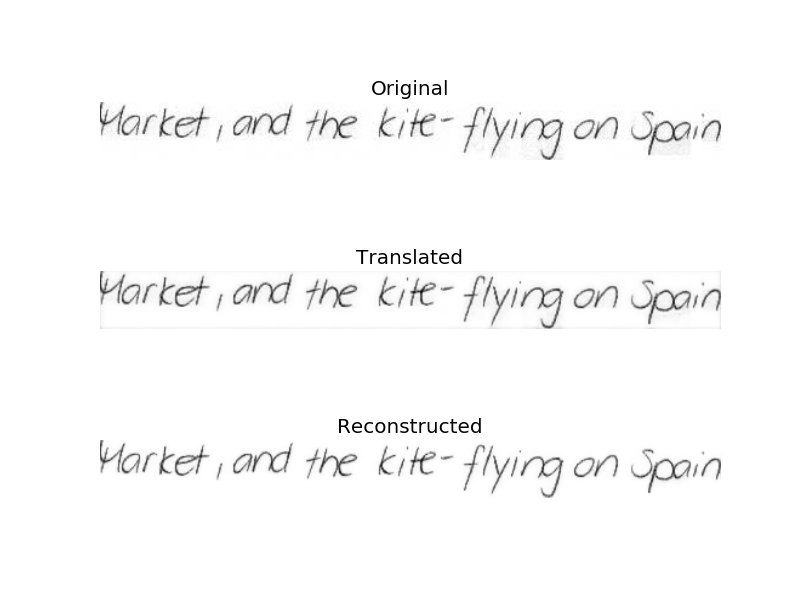 Original
Market, and the kite- flying on Spain
Translated
Market, and the kite- flying on Spain
Reconstructed
Market, and the kite- flying on Spain